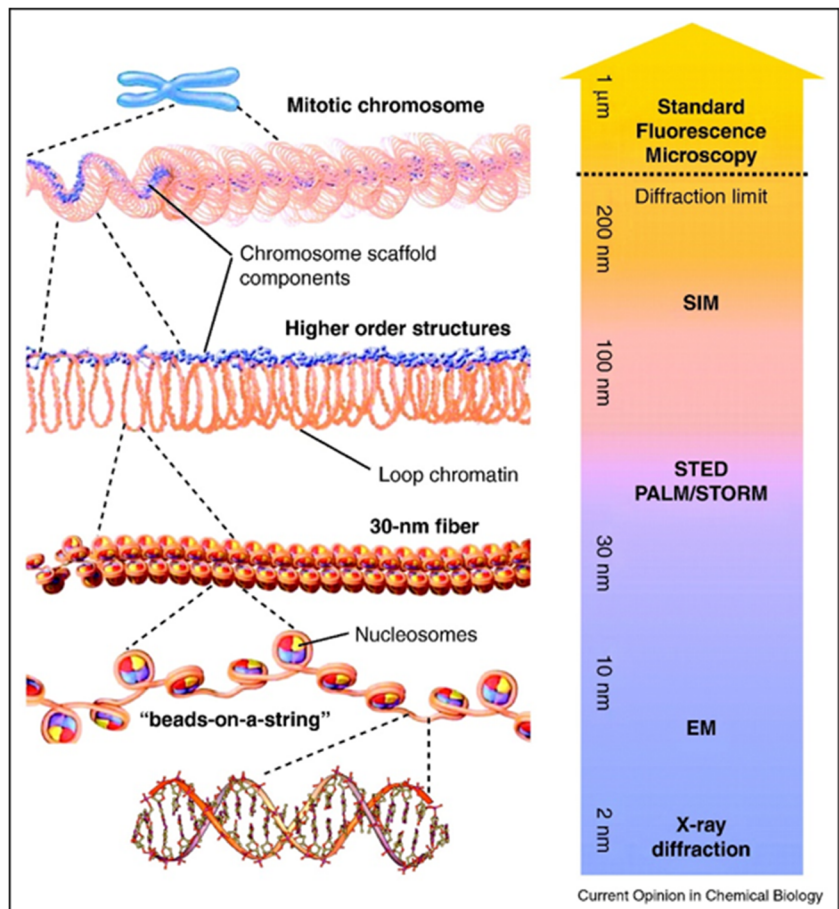 Mitotic chromosome
Chromosome scaffold
components
Higher order structures
Loop chromatin
30-nm fiber
Nucleosomes
“beads-on-a-string”
1 μm
Standard
Fluorescence
Microscopy
Diffraction limit
200 nm
SIM
100 nm
STED
PALM/STORM
30 nm
10 nm
EM
2 nm
X-ray
diffraction
Current Opinion in Chemical Biology